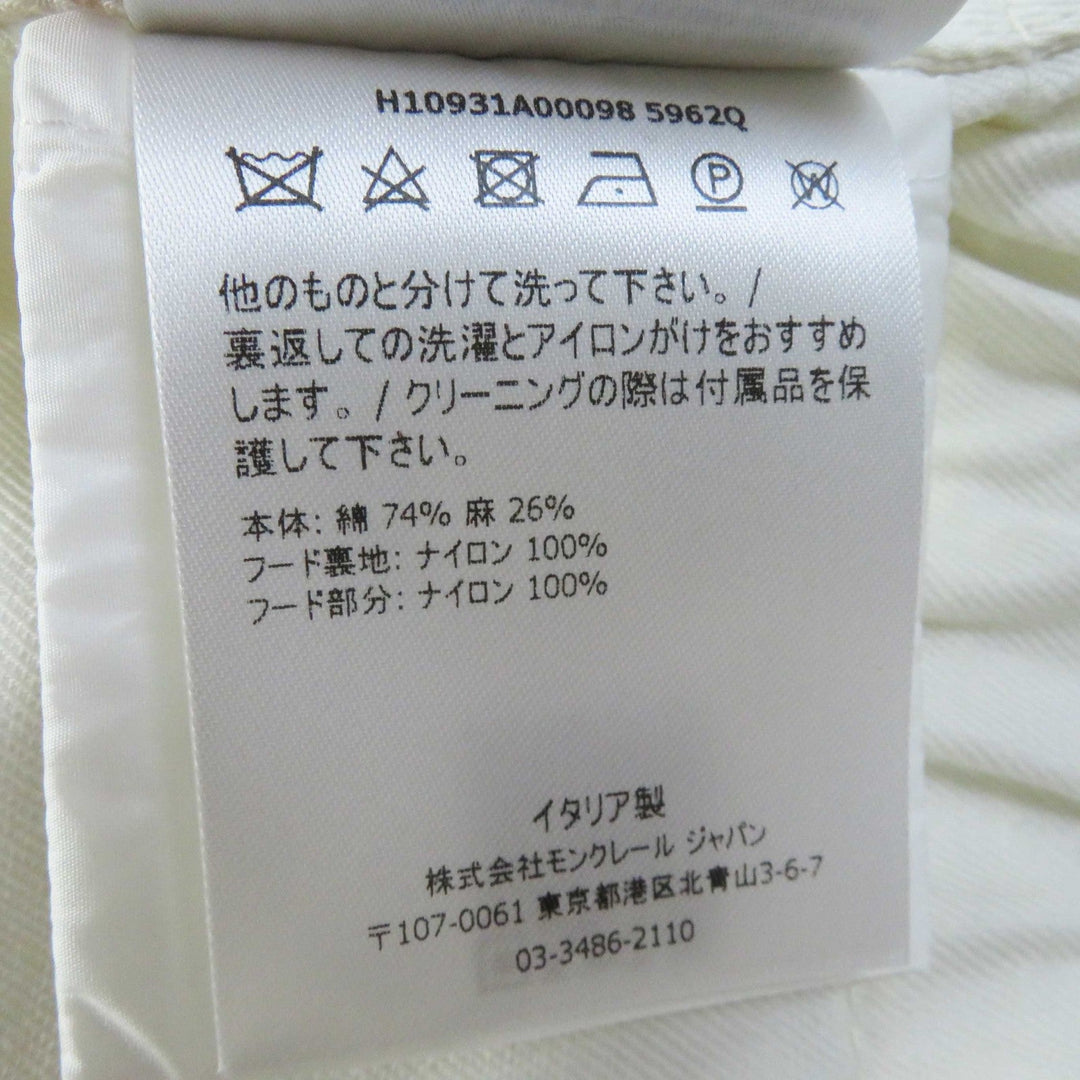 H10931A00098 5962Q
P
W
他のものと分けて洗って下さい。/
裏返しての洗濯とアイロンがけをおすすめ
します。/ クリーニングの際は付属品を保
護して下さい。
本体: 綿 74% 麻 26%
フード裏地: ナイロン 100%
フード部分: ナイロン 100%
イタリア製
株式会社モンクレール ジャパン
〒107-0061 東京都港区北青山3-6-7
03-3486-2110